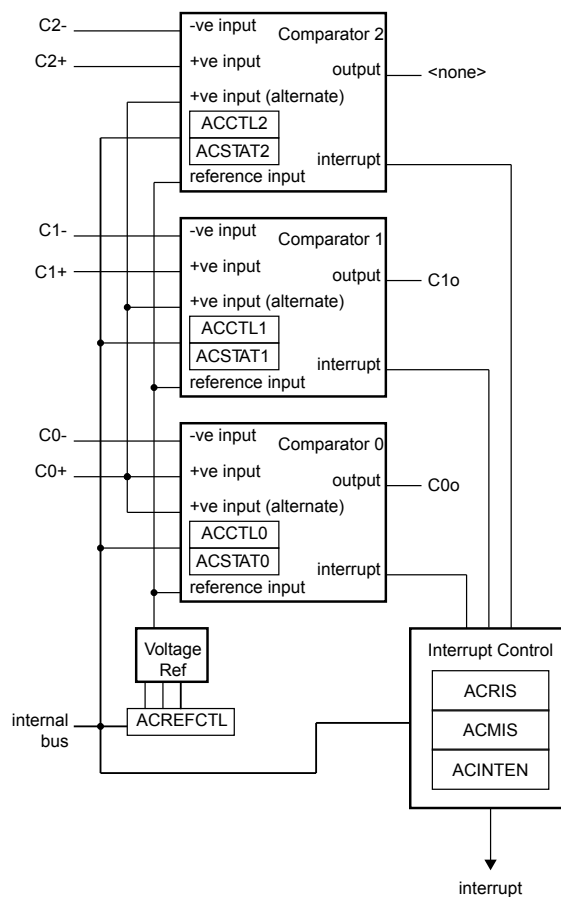 C2-
-ve input
Comparator 2
C2+
+ve input
output
<none>
+ve input (alternate)
ACCTL2
ACSTAT2
interrupt
reference input
C1-
-ve input
Comparator 1
C1+
+ve input
output
C1o
+ve input (alternate)
ACCTL1
ACSTAT1
interrupt
reference input
C0-
-ve input
Comparator 0
C0+
+ve input
output
C0o
+ve input (alternate)
ACCTL0
ACSTAT0
interrupt
reference input
Voltage
Ref
Interrupt Control
ACRIS
internal
bus
ACREFCTL
ACMIS
ACINTEN
interrupt